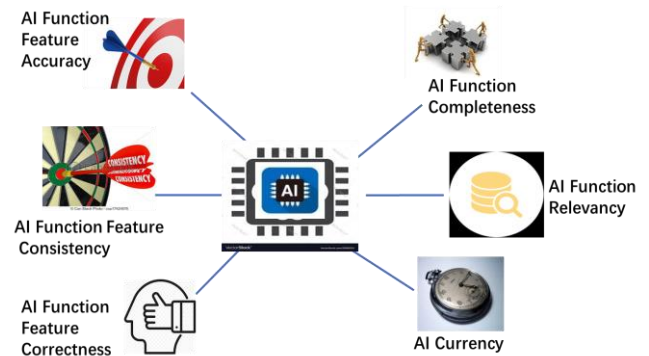 AI Function
Feature
Accuracy
AI Function
Completeness
CONSISTENCY
CONSISTENCY
AI
AI Function
Relevancy
AI Function Feature
Consistency
AI Function
Feature
Correctness
AI Currency